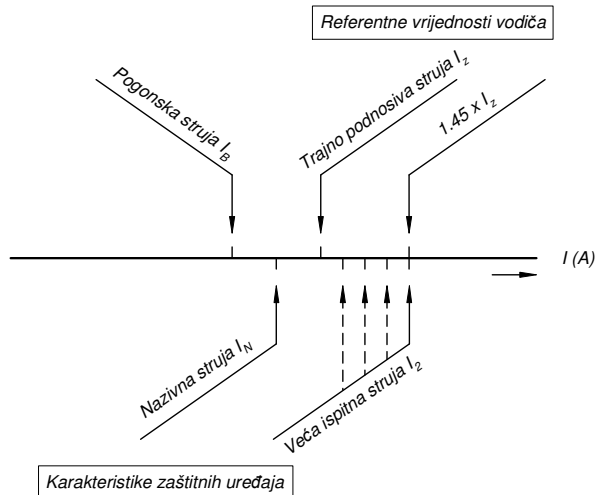 Referentne vrijednosti vodiča
Pogonska struja I_B
Trajno podnosiva struja I_z
1.45 x I_z
I (A)
Nazivna struja I_N
Veća ispitna struja I_2
Karakteristike zaštitnih uređaja